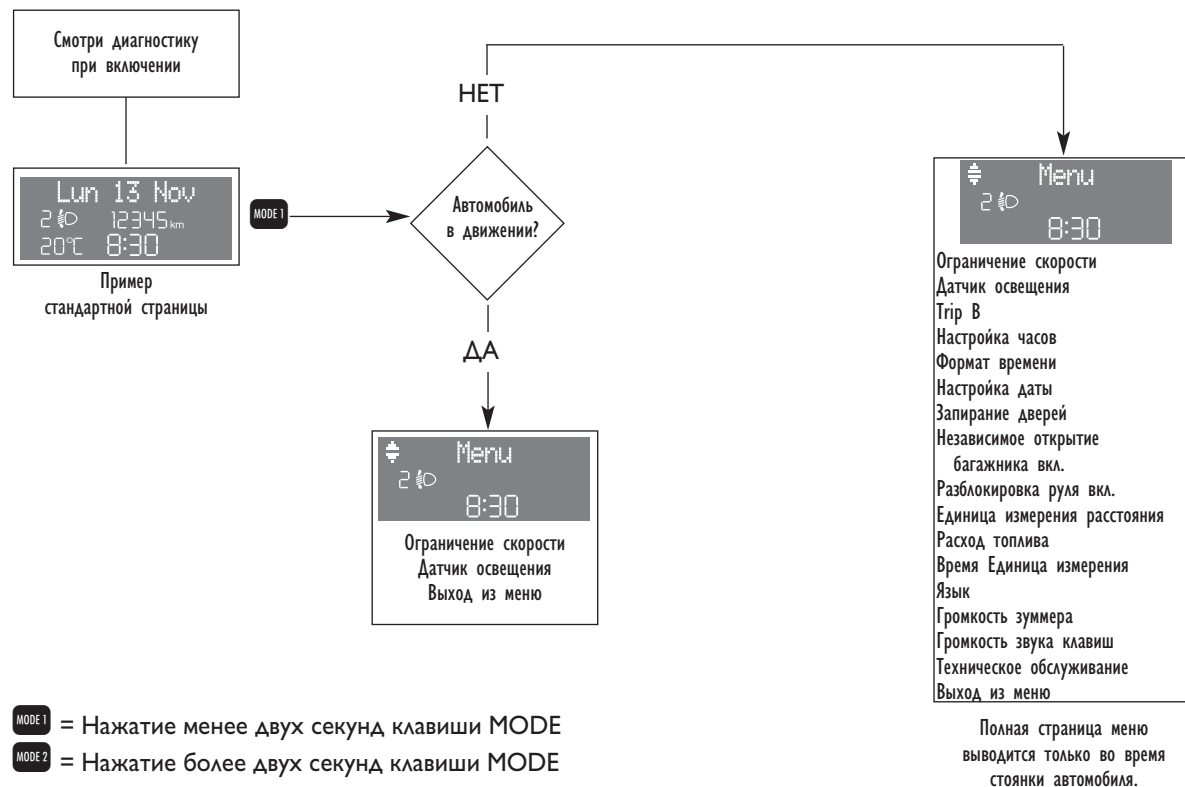 Смотри диагностику
при включении
Lun 13 Nov
2 12345 km
20°C 8:30
Пример
стандартной страницы
MODE 1
НЕТ
Автомобиль
в движении?
ДА
Menu
2
8:30
Ограничение скорости
Датчик освещения
Выход из меню
Menu
2
8:30
Ограничение скорости
Датчик освещения
Trip B
Настройка часов
Формат времени
Настройка даты
Запирание дверей
Независимое открытие
багажника вкл.
Разблокировка руля вкл.
Единица измерения расстояния
Расход топлива
Время Единица измерения
Язык
Громкость зуммера
Громкость звука клавиш
Техническое обслуживание
Выход из меню
Полная страница меню
выводится только во время
стоянки автомобиля.
MODE 1 = Нажатие менее двух секунд клавиши MODE
MODE 2 = Нажатие более двух секунд клавиши MODE